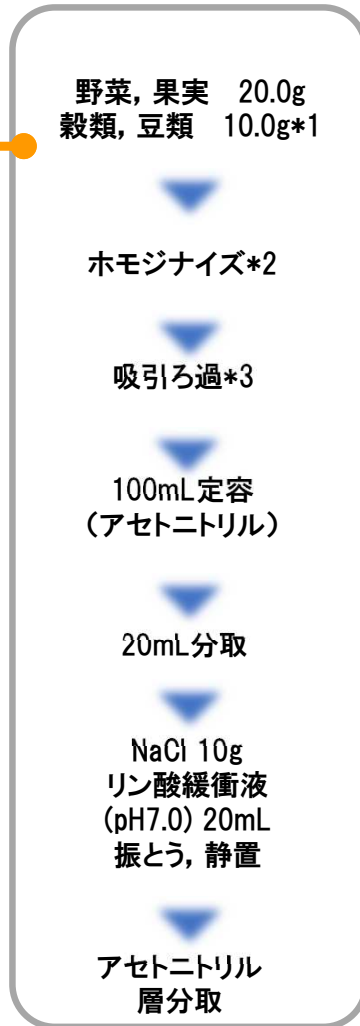 野菜, 果実　20.0g
穀類, 豆類　10.0g*1
ホモジナイズ*2
吸引ろ過*3
100mL定容
（アセトニトリル）
20mL分取
NaCl 10g
リン酸緩衝液
(pH7.0) 20mL
振とう, 静置
アセトニトリル
層分取